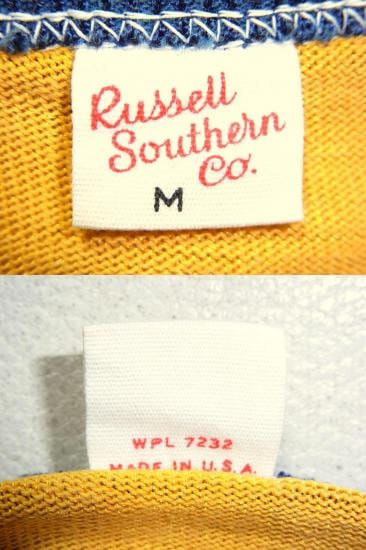 Russell
Southern
Co.
M
WPL 7232
MADE IN U.S.A.